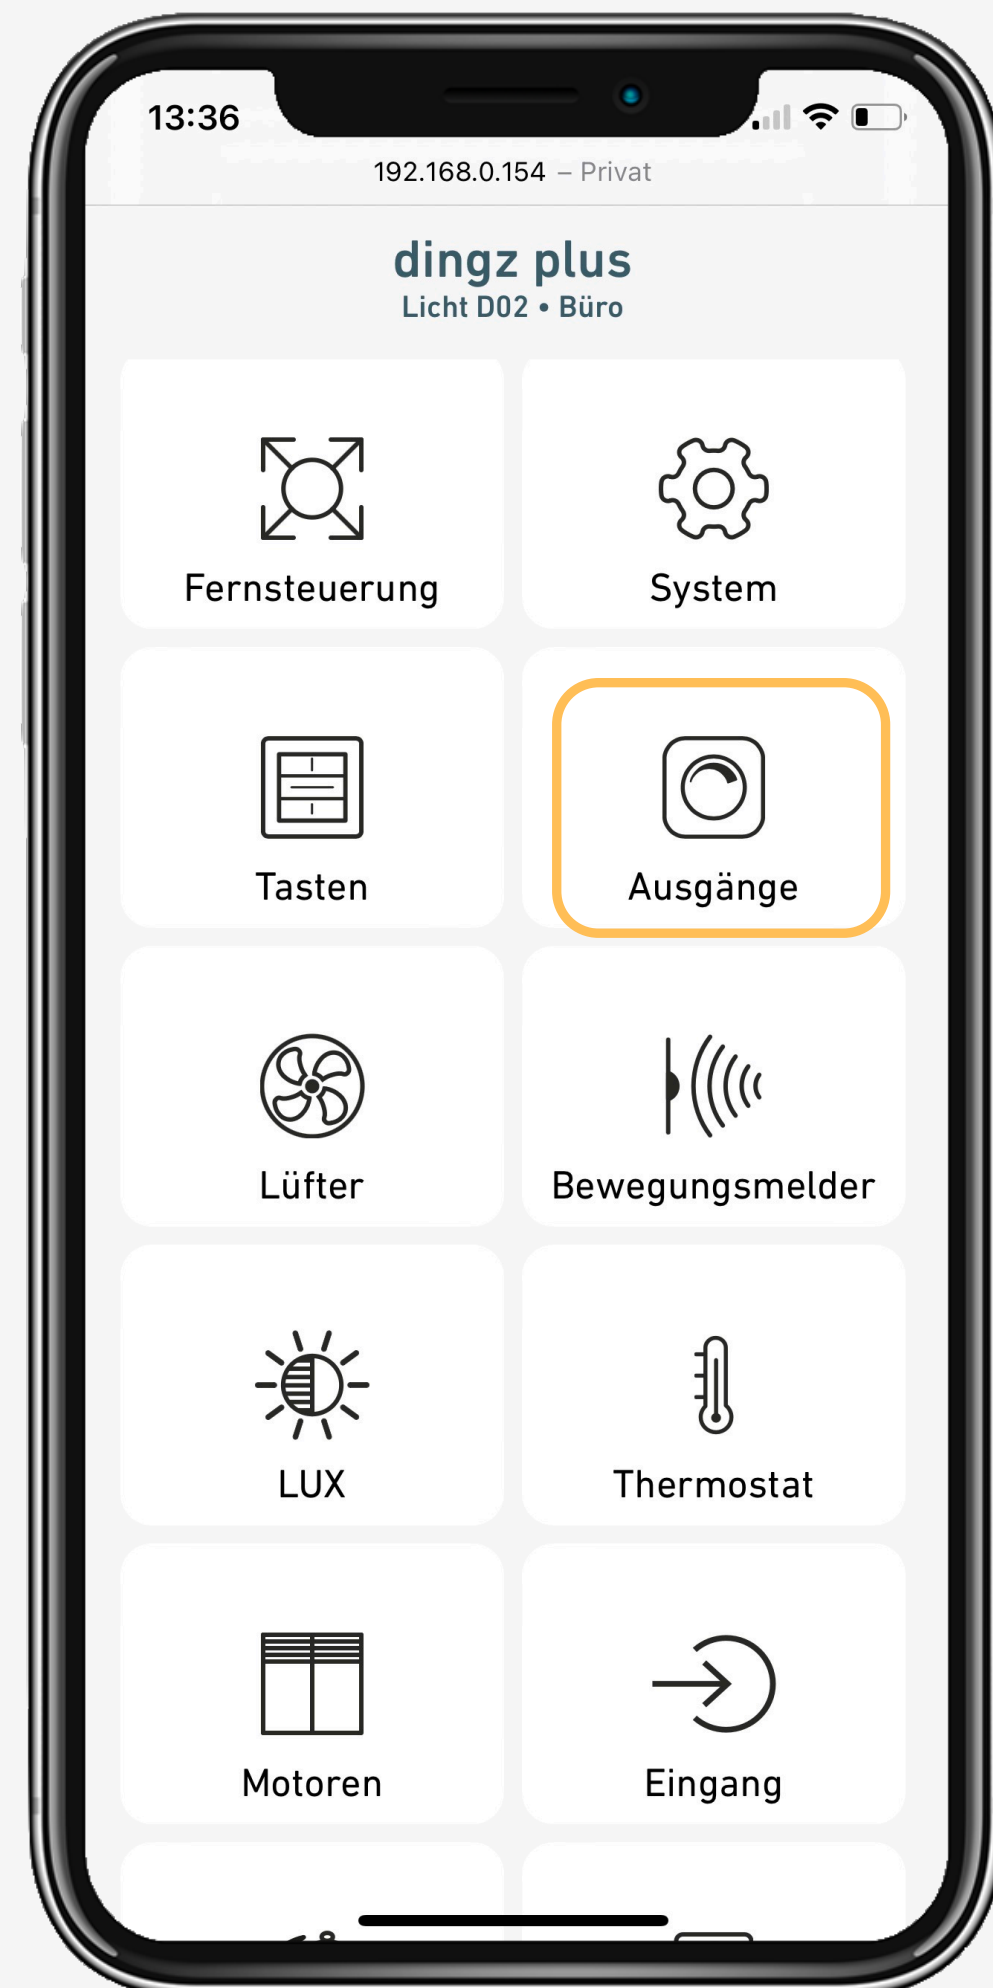 13:36
192.168.0.154 – Privat
dingz plus
Licht D02 • Büro
Fernsteuerung
System
Tasten
Ausgänge
Lüfter
Bewegungsmelder
LUX
Thermostat
Motoren
Eingang